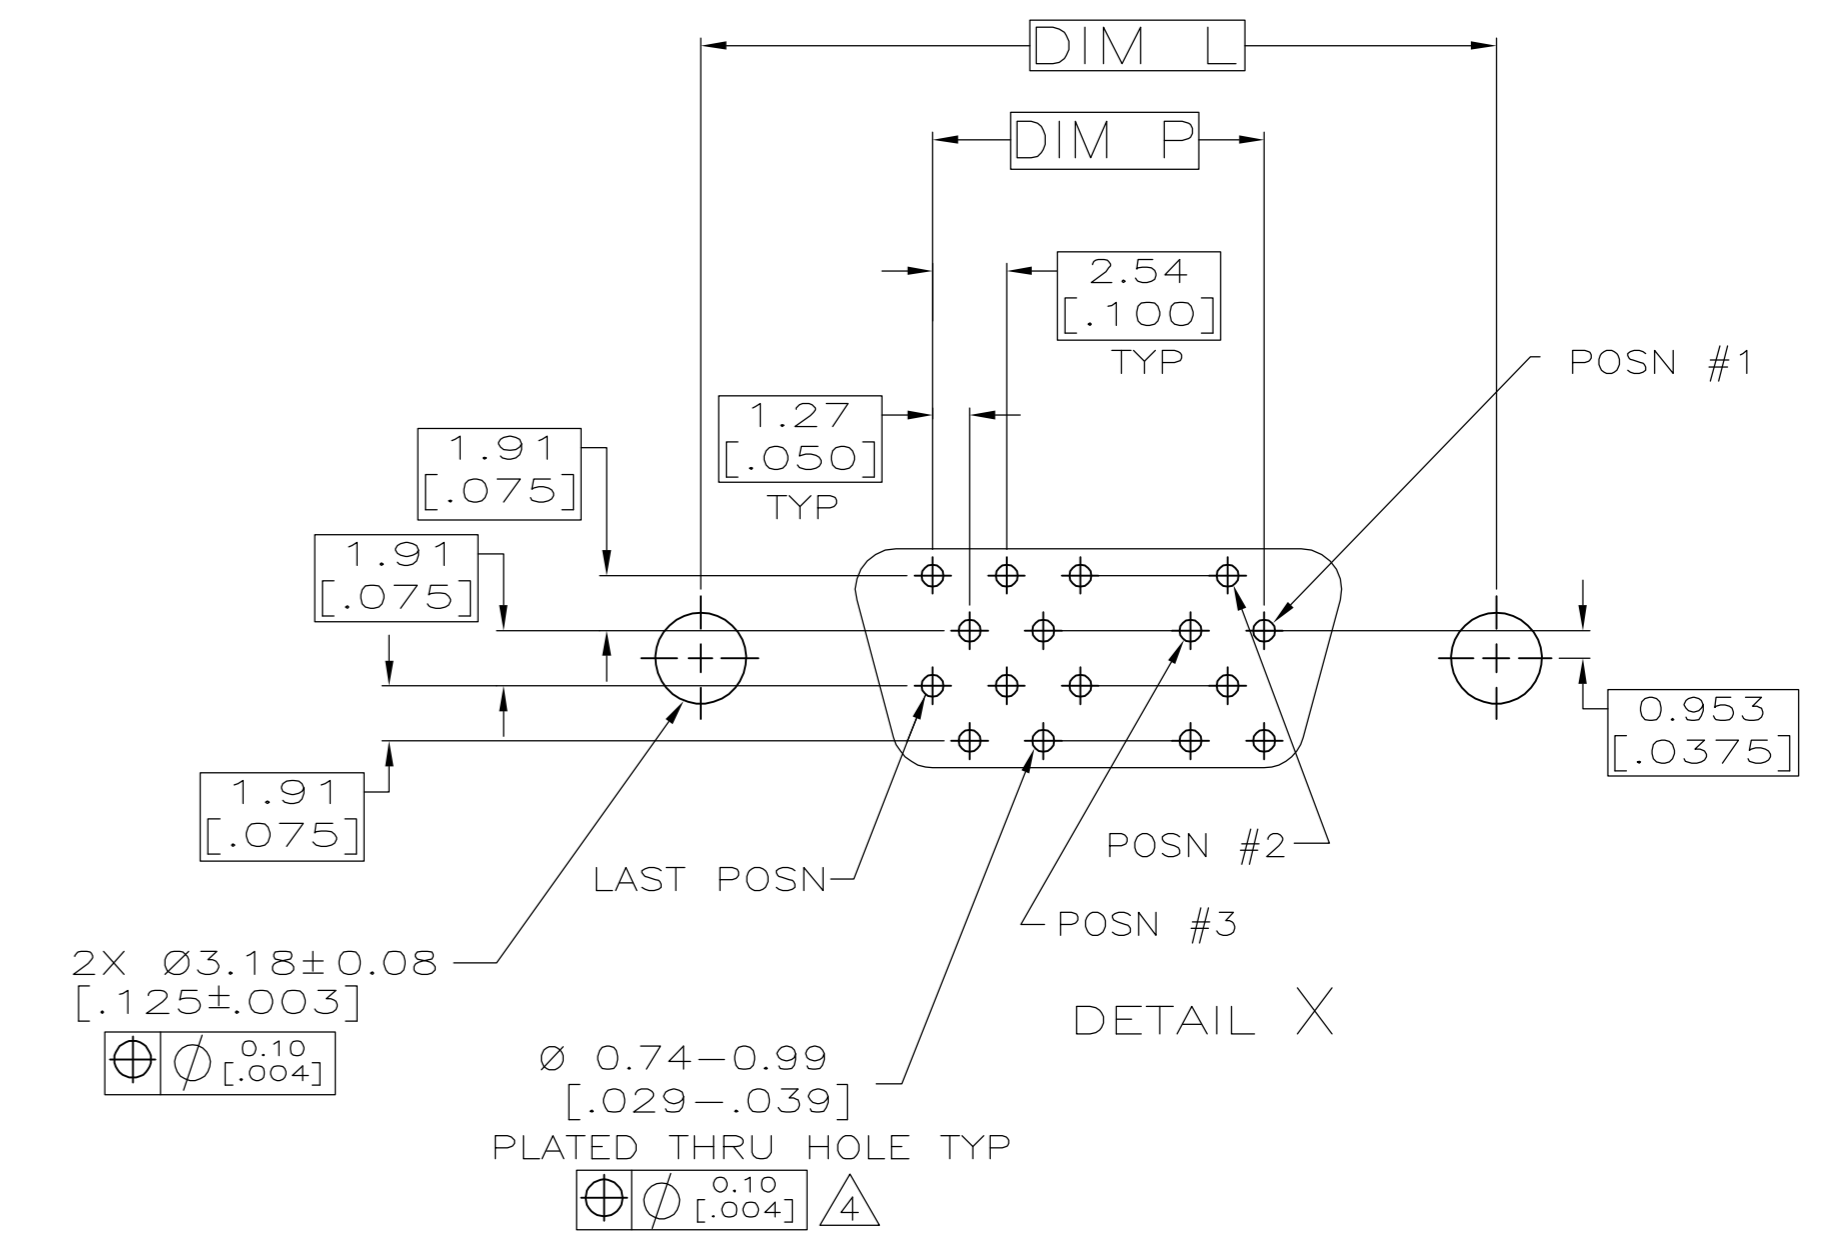 DIM L
DIM P
2.54
[.100]
TYP
POSN #1
1.27
[.050]
TYP
1.91
[.075]
1.91
[.075]
0.953
[.0375]
1.91
[.075]
POSN #2
LAST POSN
POSN #3
2X Ø3.18±0.08
[.125±.003]
⌖ ∅ 0.10
[.004]
DETAIL X
Ø 0.74-0.99
[.029-.039]
PLATED THRU HOLE TYP
⌖ ∅ 0.10
[.004]
4